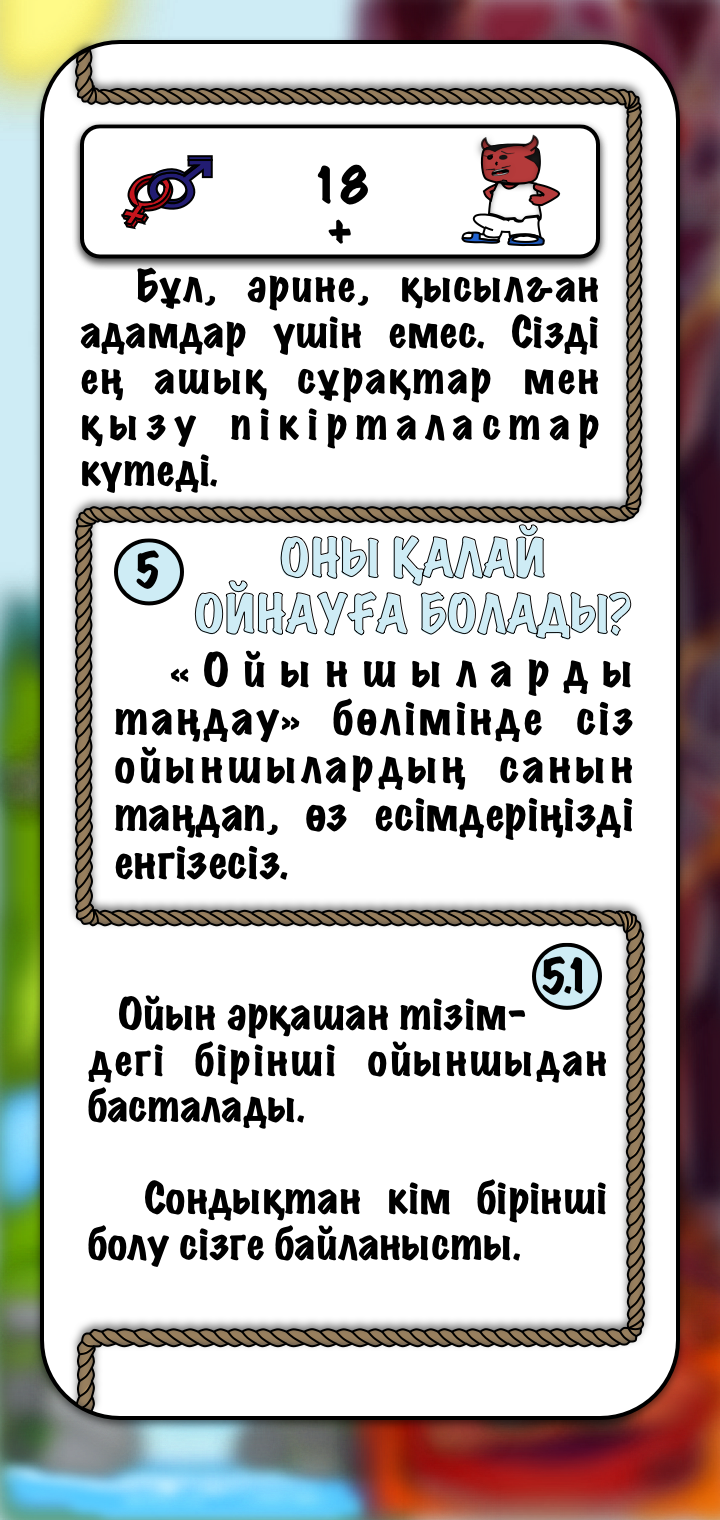 18
+
Бұл, әрине, қысылған
адамдар үшін емес. Сізді
ең ашық сұрақтар мен
қызу пікірталастар
күтеді.
5
ОНЫ ҚАЛАЙ
ОЙНАУҒА БОЛАДЫ?
«Ойыншыларды
таңдау» бөлімінде сіз
ойыншылардың санын
таңдап, өз есімдеріңізді
енгізесіз.
5.1
Ойын әрқашан тізім-
дегі бірінші ойыншыдан
басталады.
Сондықтан кім бірінші
болу сізге байланысты.